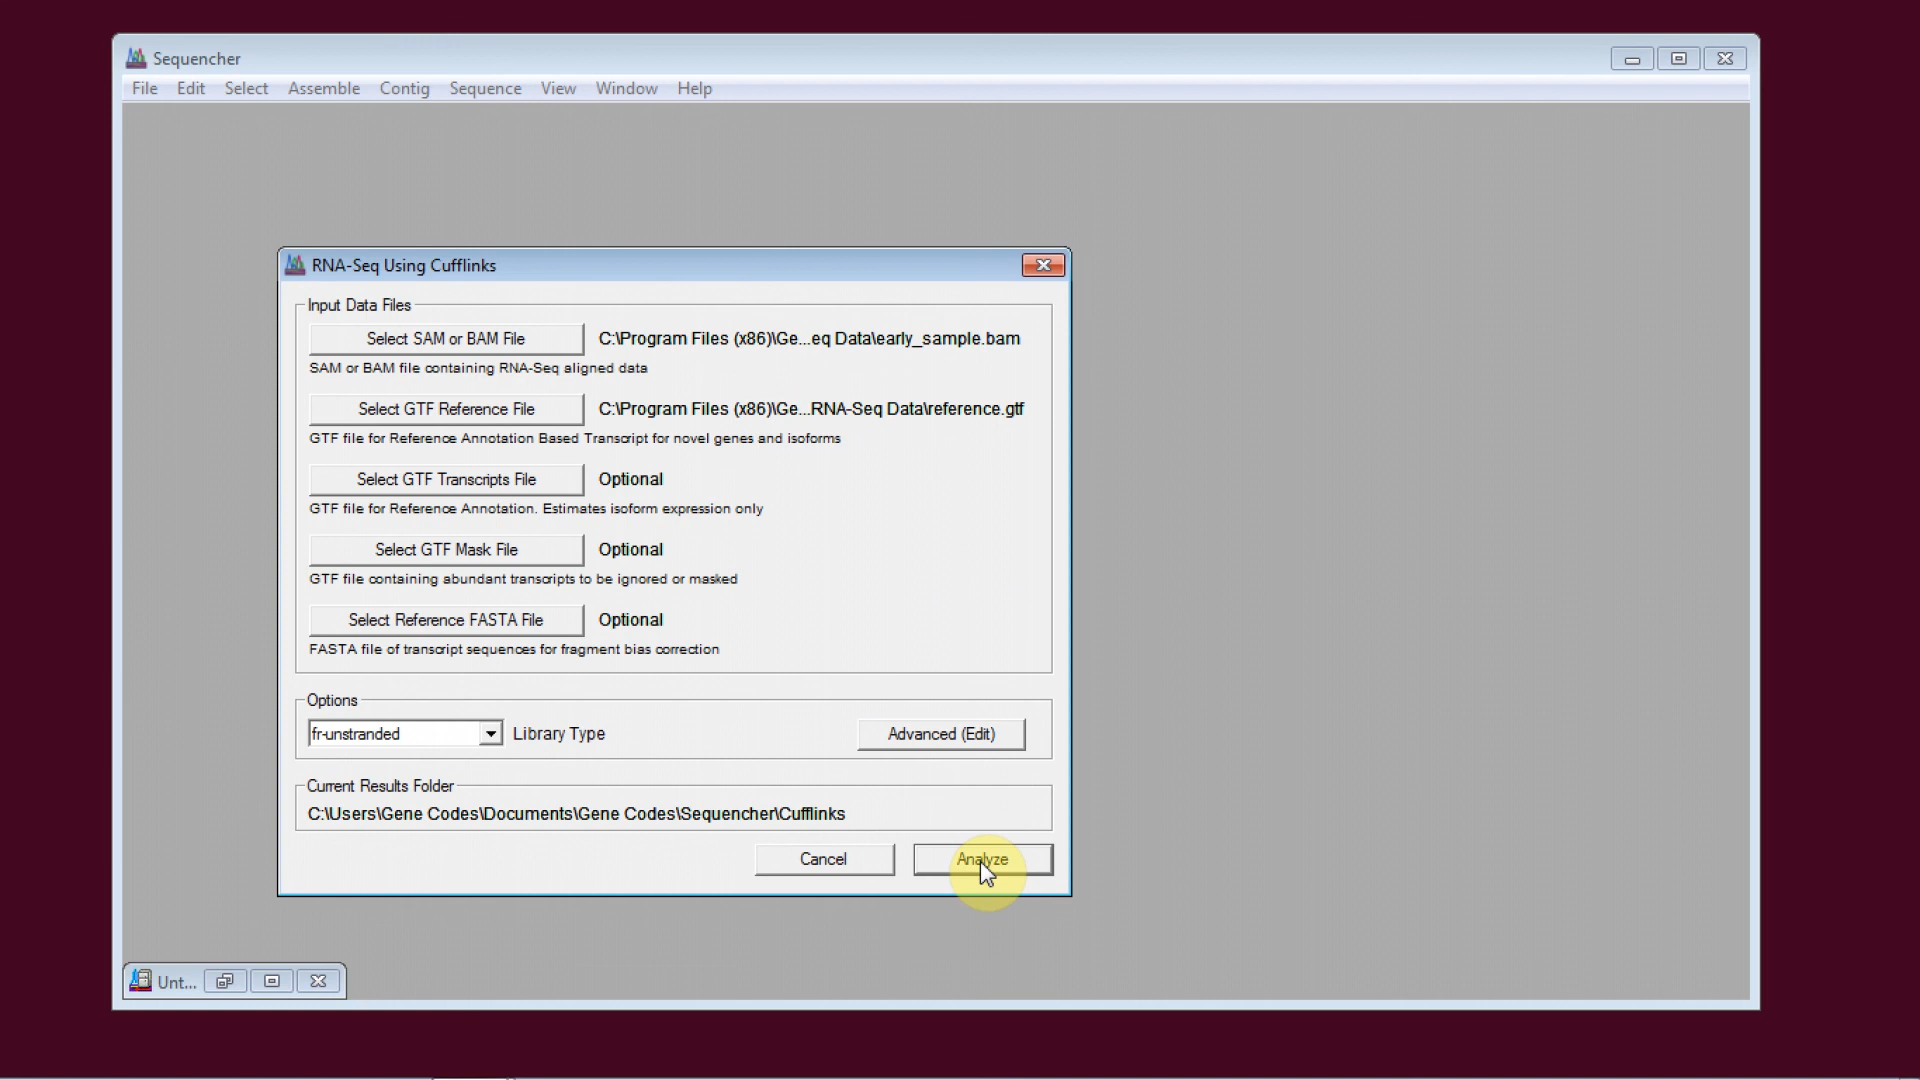 Sequencher
File Edit Select Assemble Contig Sequence View Window Help
RNA-Seq Using Cufflinks
Input Data Files
Select SAM or BAM File C:\Program Files (x86)\Ge...eq Data\early_sample.bam
SAM or BAM file containing RNA-Seq aligned data
Select GTF Reference File C:\Program Files (x86)\Ge...RNA-Seq Data\reference.gtf
GTF file for Reference Annotation Based Transcript for novel genes and isoforms
Select GTF Transcripts File Optional
GTF file for Reference Annotation. Estimates isoform expression only
Select GTF Mask File Optional
GTF file containing abundant transcripts to be ignored or masked
Select Reference FASTA File Optional
FASTA file of transcript sequences for fragment bias correction
Options
fr-unstranded Library Type Advanced (Edit)
Current Results Folder
C:\Users\Gene Codes\Documents\Gene Codes\Sequencher\Cufflinks
Cancel Analyze
Unt...